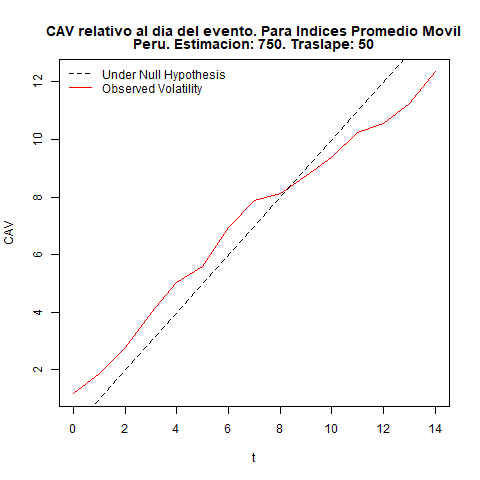 CAV relativo al dia del evento. Para Indices Promedio Movil
Peru. Estimacion: 750. Traslape: 50
Under Null Hypothesis
Observed Volatility
12
10
8
6
4
2
CAV
0 2 4 6 8 10 12 14
t